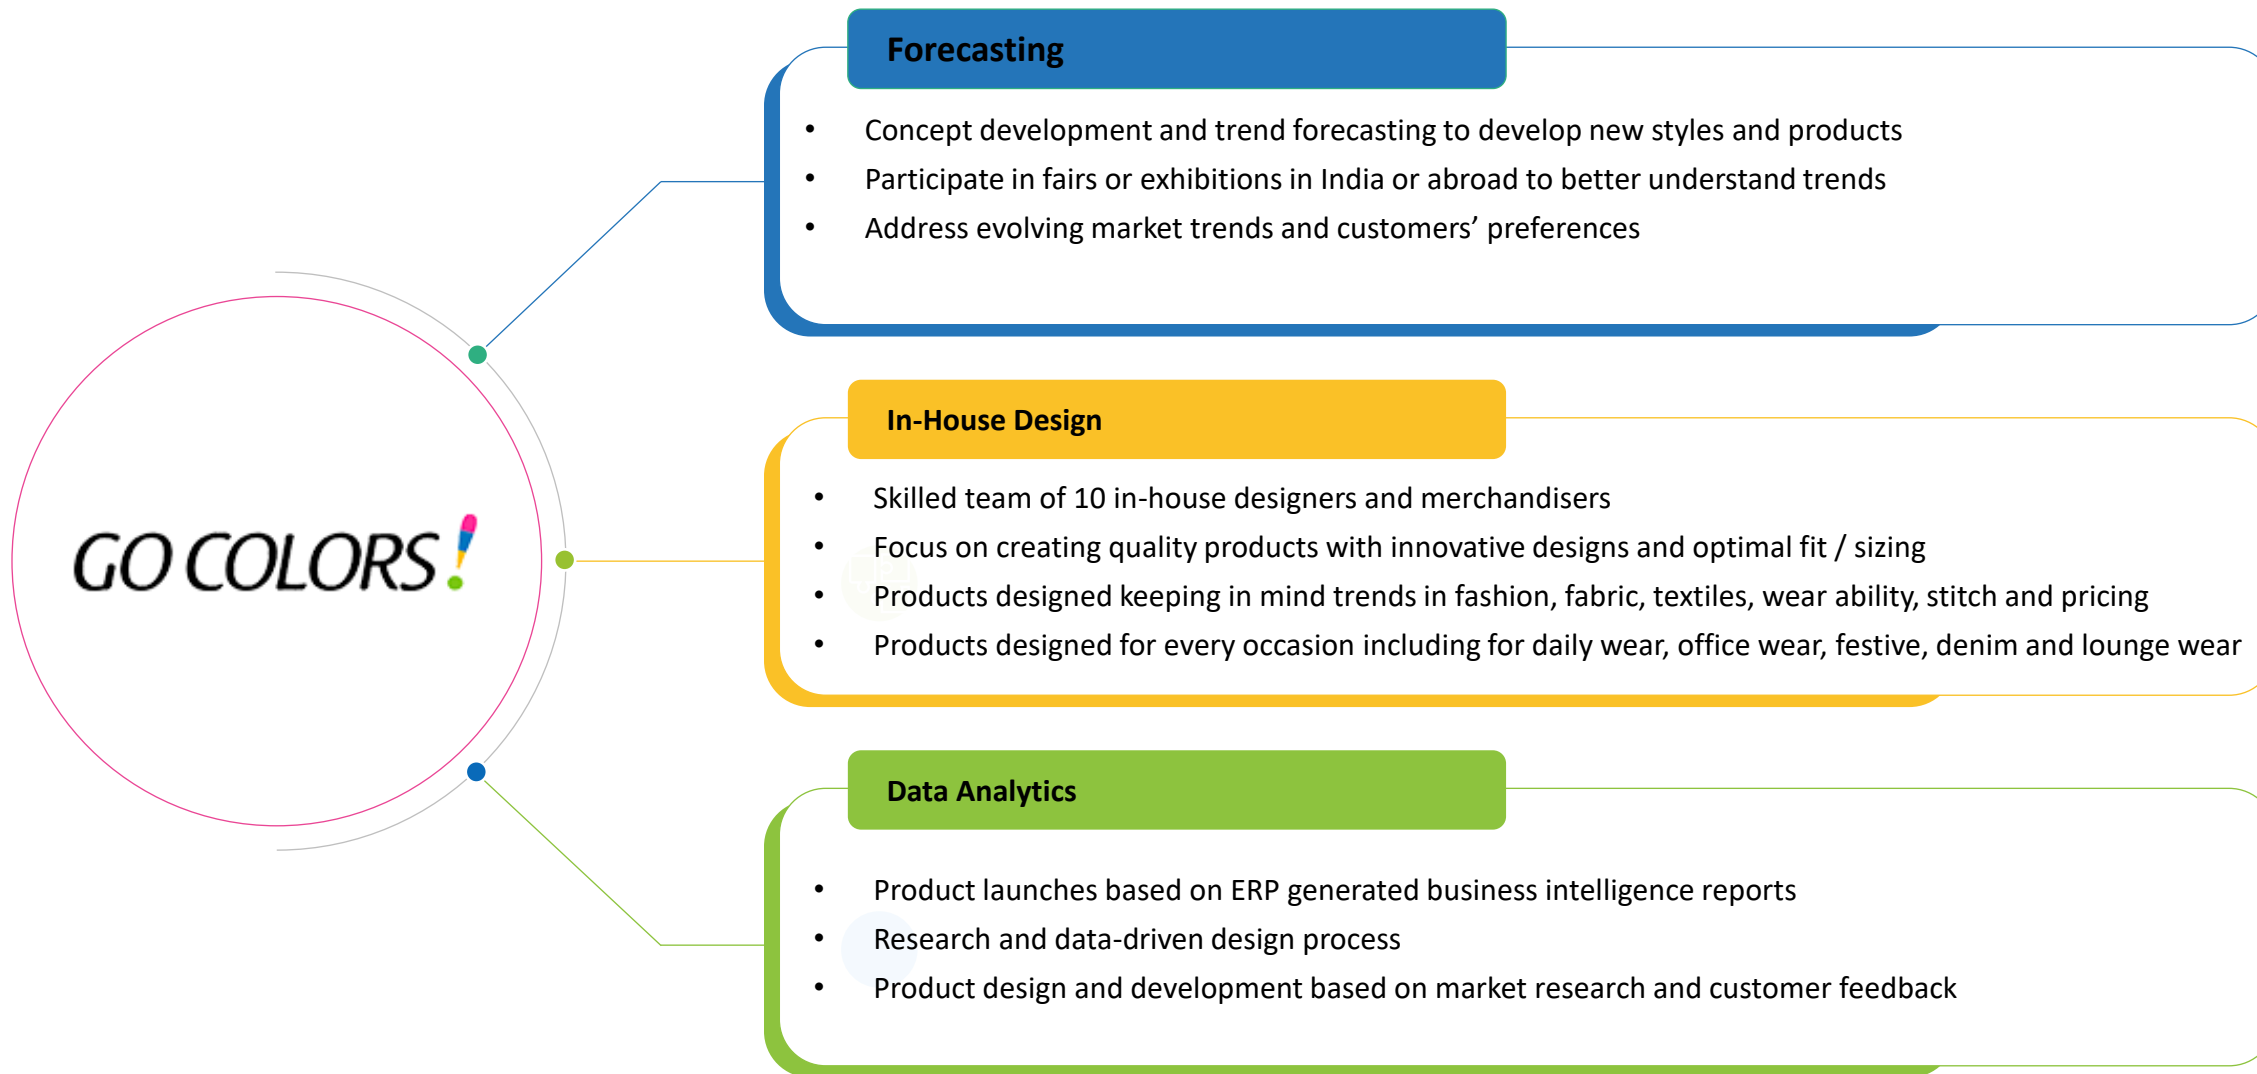 GO COLORS!
Forecasting
• Concept development and trend forecasting to develop new styles and products
• Participate in fairs or exhibitions in India or abroad to better understand trends
• Address evolving market trends and customers’ preferences
In-House Design
• Skilled team of 10 in-house designers and merchandisers
• Focus on creating quality products with innovative designs and optimal fit / sizing
• Products designed keeping in mind trends in fashion, fabric, textiles, wear ability, stitch and pricing
• Products designed for every occasion including for daily wear, office wear, festive, denim and lounge wear
Data Analytics
• Product launches based on ERP generated business intelligence reports
• Research and data-driven design process
• Product design and development based on market research and customer feedback